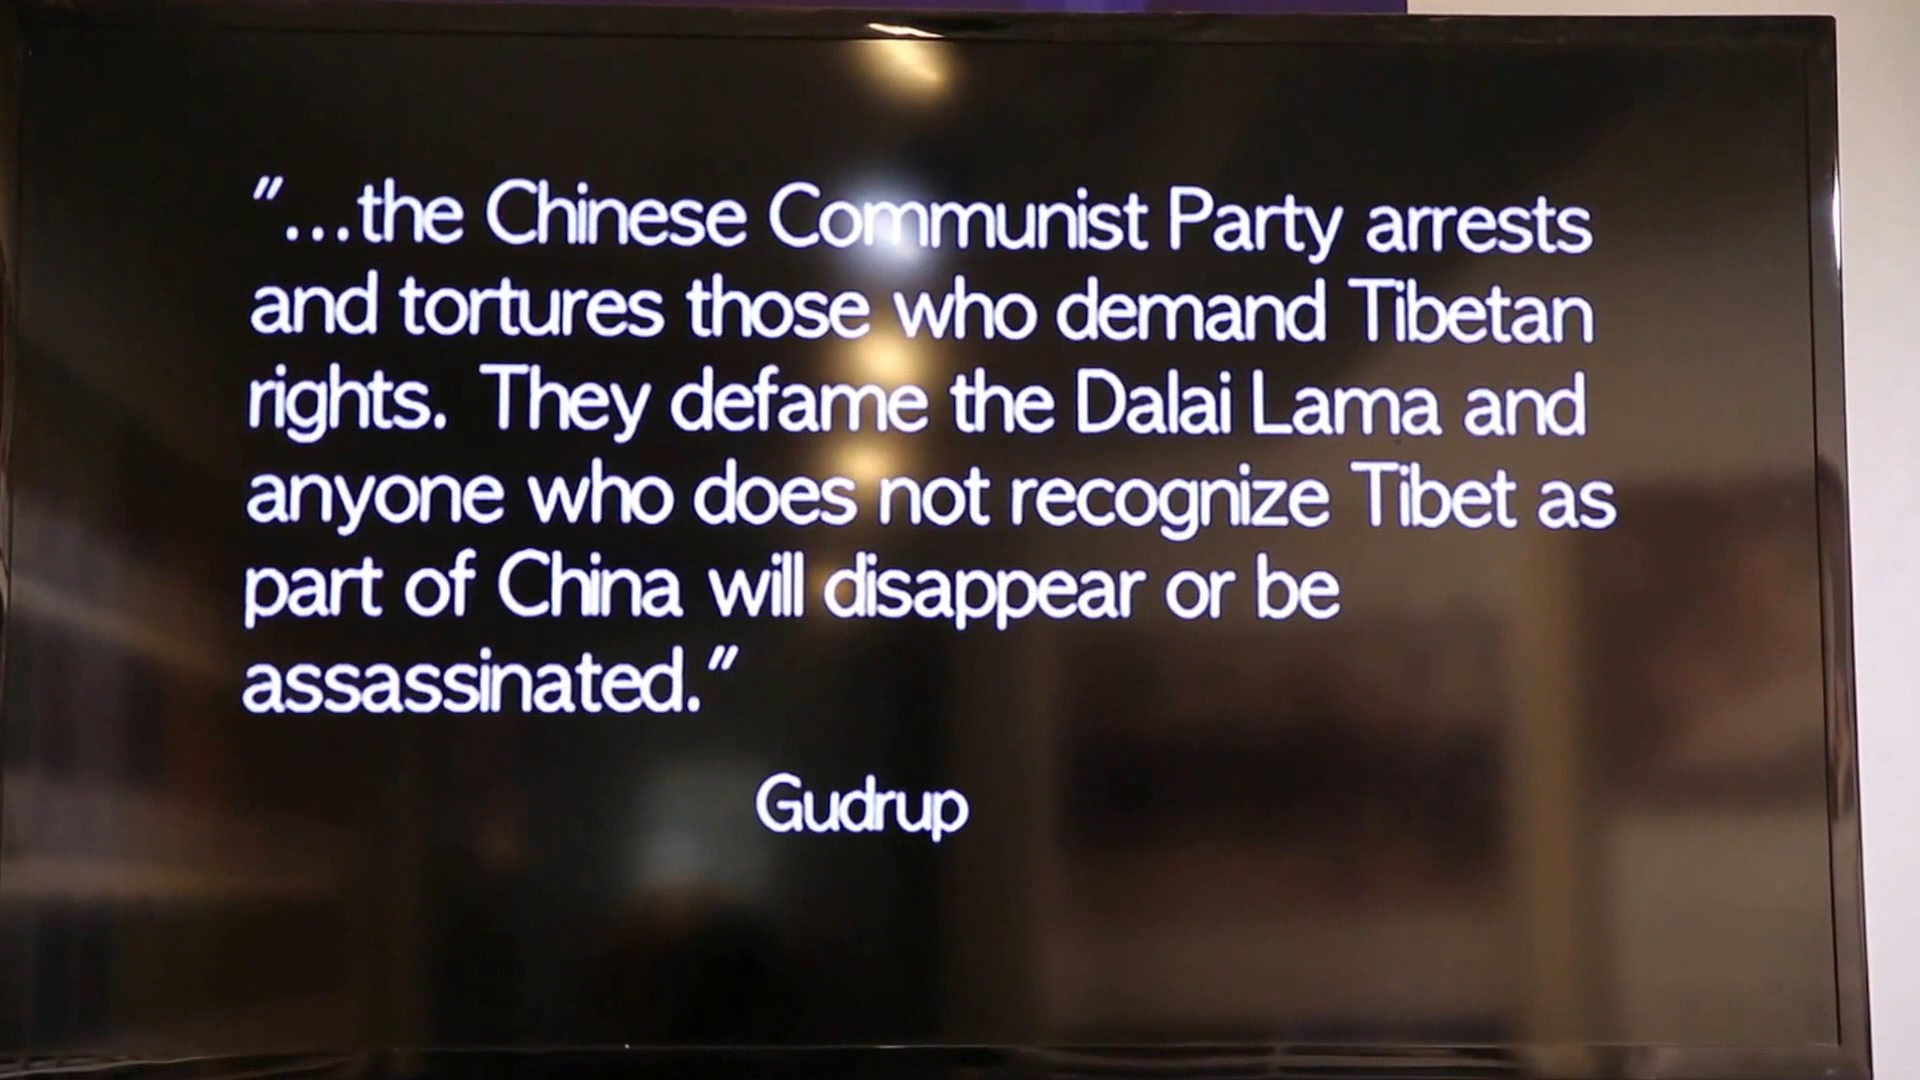 "...the Chinese Communist Party arrests
and tortures those who demand Tibetan
rights. They defame the Dalai Lama and
anyone who does not recognize Tibet as
part of China will disappear or be
assassinated."
Gudrup